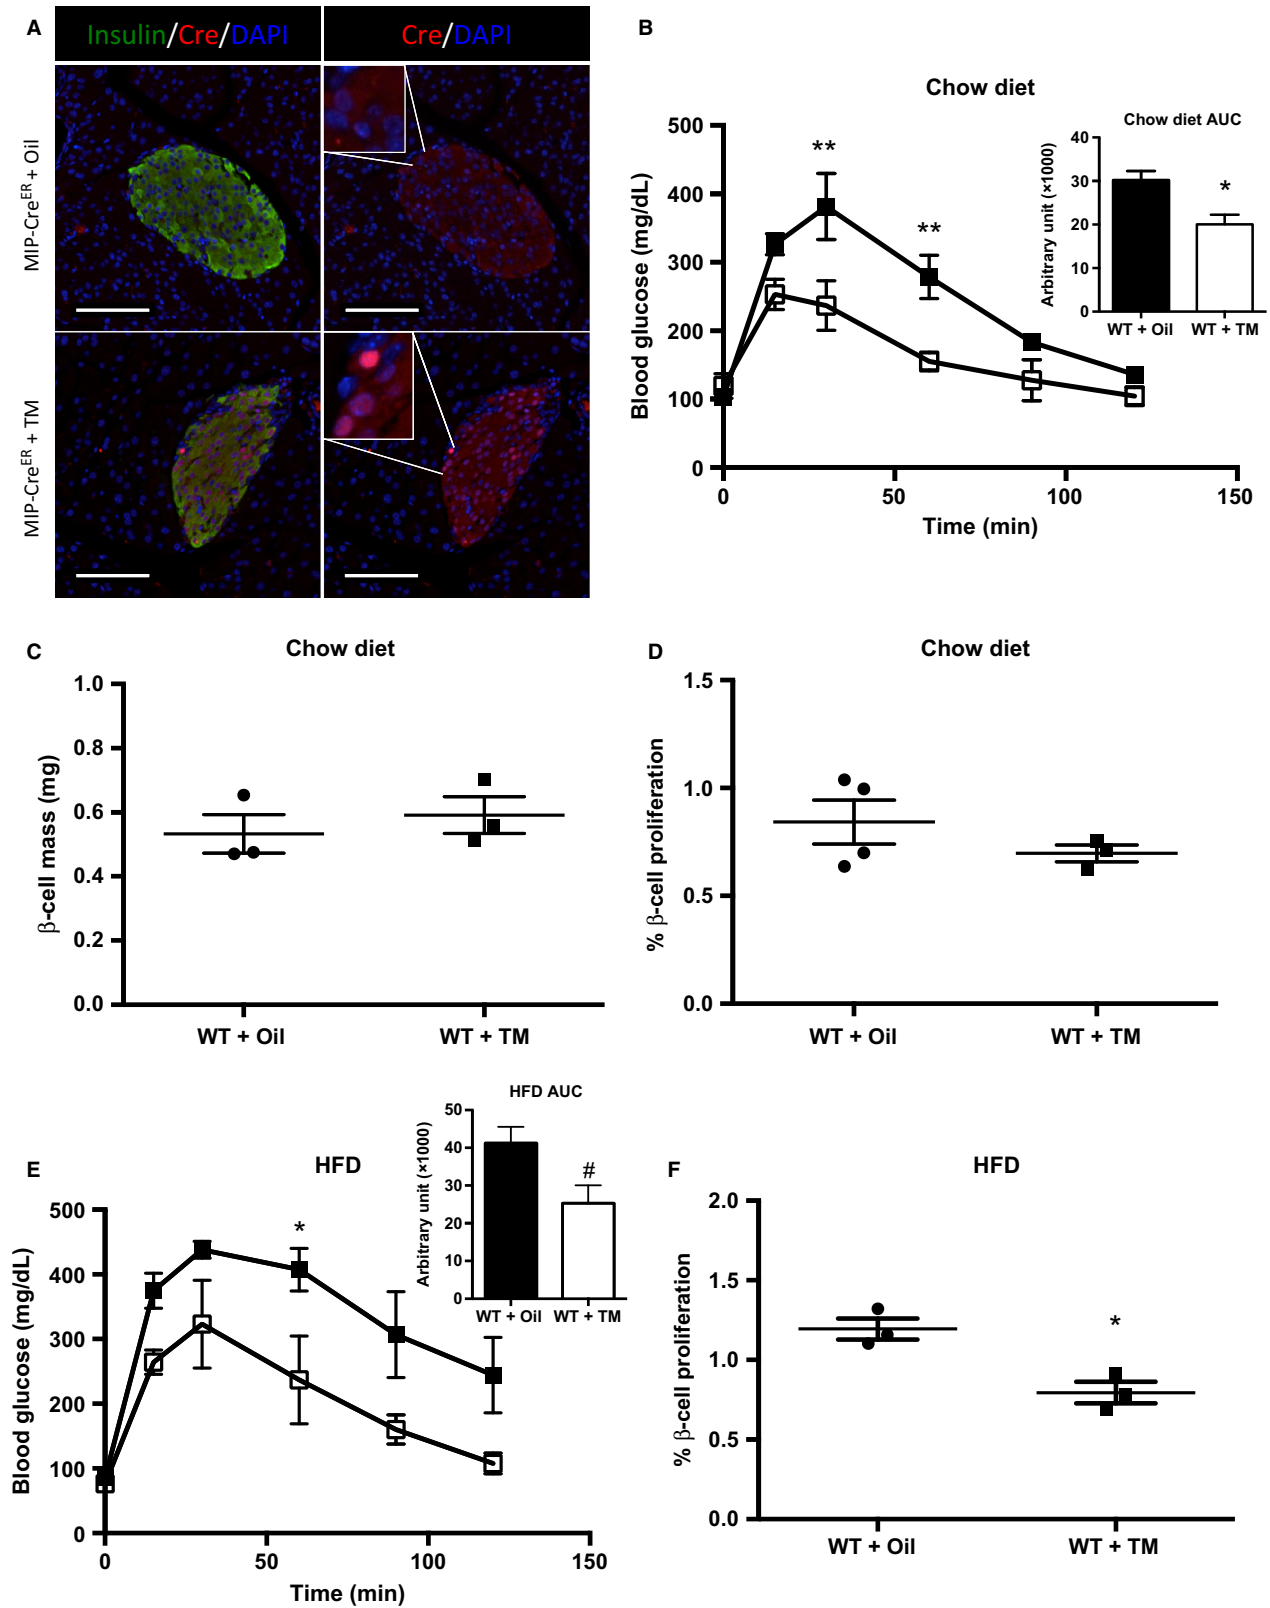 A
Insulin/Cre/DAPI
Cre/DAPI
MIP-CreER + Oil
MIP-CreER + TM
B
Chow diet
Blood glucose (mg/dL)
500
400
300
200
100
0
0
50
100
150
Time (min)
**
**
Chow diet AUC
Arbitrary unit (×1000)
40
30
20
10
0
*
WT + Oil
WT + TM
C
Chow diet
β-cell mass (mg)
1.0
0.8
0.6
0.4
0.2
0.0
WT + Oil
WT + TM
D
Chow diet
% β-cell proliferation
1.5
1.0
0.5
0.0
WT + Oil
WT + TM
E
HFD
Blood glucose (mg/dL)
500
400
300
200
100
0
0
50
100
150
Time (min)
*
HFD AUC
Arbitrary unit (×1000)
50
40
30
20
10
0
#
WT + Oil
WT + TM
F
HFD
% β-cell proliferation
2.0
1.5
1.0
0.5
0.0
*
WT + Oil
WT + TM